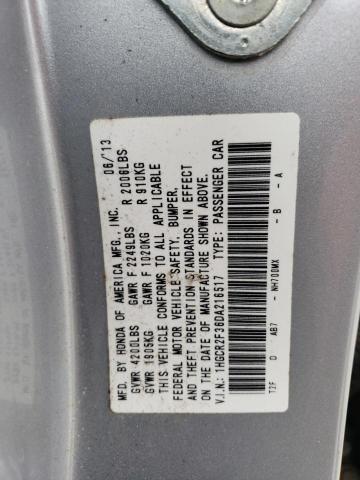 MFD. BY HONDA OF AMERICA MFG., INC. 06/13
GVWR 4200LBS GAWR F 2249LBS R 2006LBS
GVWR 1905KG GAWR F 1020KG R 910KG
THIS VEHICLE CONFORMS TO ALL APPLICABLE
FEDERAL MOTOR VEHICLE SAFETY, BUMPER,
AND THEFT PREVENTION STANDARDS IN EFFECT
ON THE DATE OF MANUFACTURE SHOWN ABOVE.
V.I.N.: 1HGCR2F36DA216517 TYPE: PASSENGER CAR
T2F D AB7 - NH700MX - B - A